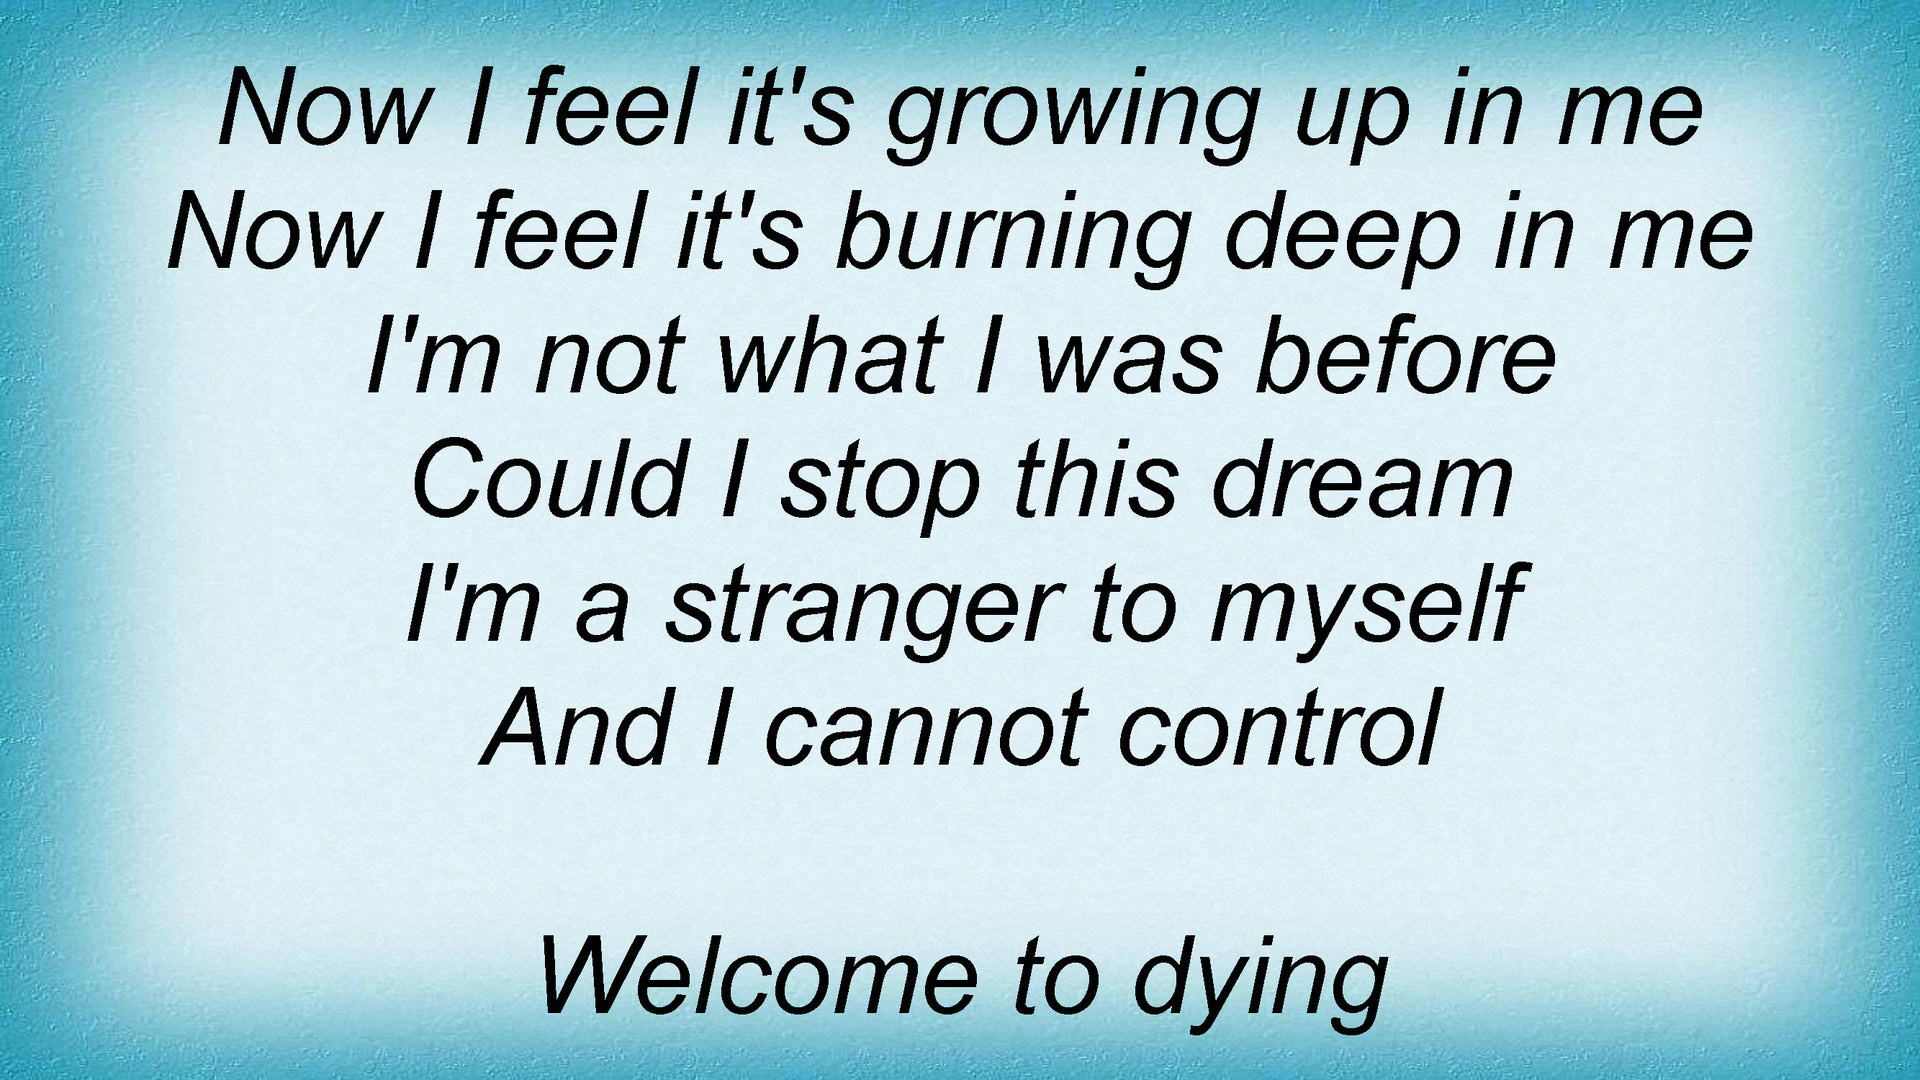 Now I feel it's growing up in me
Now I feel it's burning deep in me
I'm not what I was before
Could I stop this dream
I'm a stranger to myself
And I cannot control
Welcome to dying